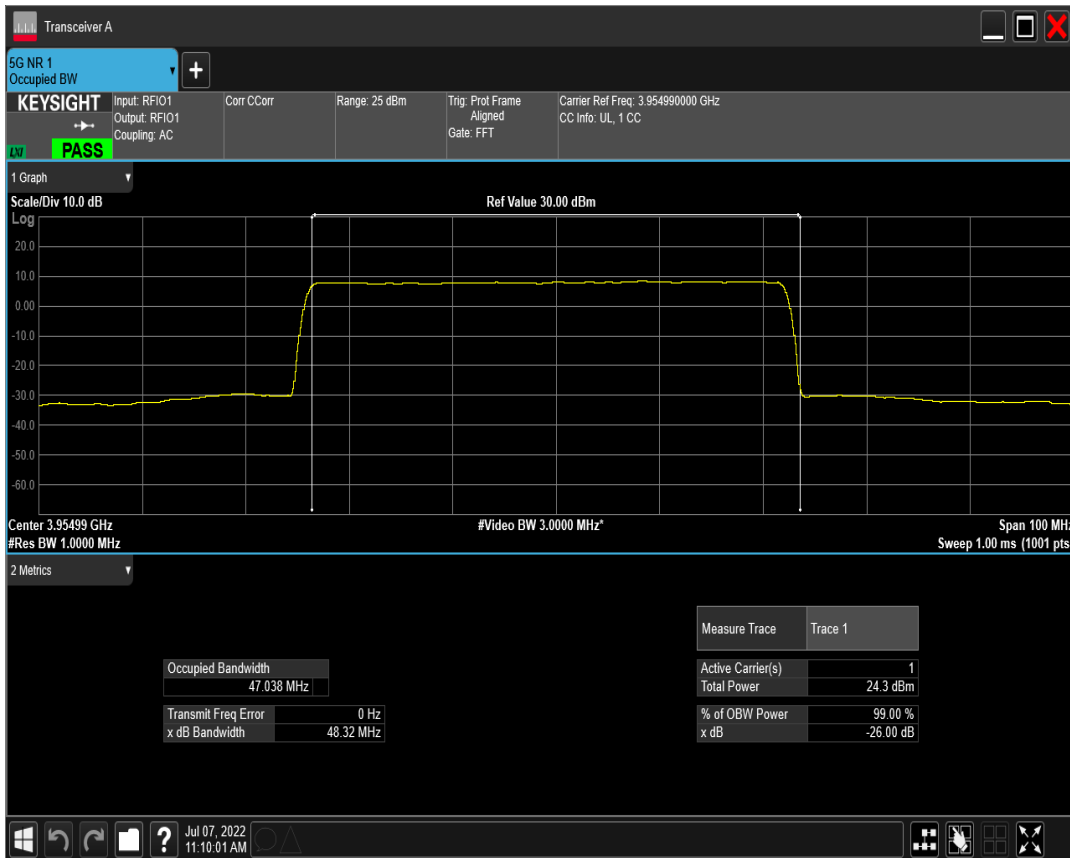 Transceiver A
5G NR 1
Occupied BW
+
KEYSIGHT
LXI
PASS
Input: RFIO1
Output: RFIO1
Coupling: AC
Corr CCorr
Range: 25 dBm
Trig: Prot Frame
Aligned
Gate: FFT
Carrier Ref Freq: 3.954990000 GHz
CC Info: UL, 1 CC
1 Graph
Scale/Div 10.0 dB
Ref Value 30.00 dBm
Log
20.0
10.0
0.00
-10.0
-20.0
-30.0
-40.0
-50.0
-60.0
Center 3.95499 GHz
#Video BW 3.0000 MHz*
Span 100 MHz
#Res BW 1.0000 MHz
Sweep 1.00 ms (1001 pts
2 Metrics
Measure Trace Trace 1
Occupied Bandwidth
47.038 MHz
Active Carrier(s) 1
Total Power 24.3 dBm
Transmit Freq Error 0 Hz
x dB Bandwidth 48.32 MHz
% of OBW Power 99.00 %
x dB -26.00 dB
?
Jul 07, 2022
11:10:01 AM